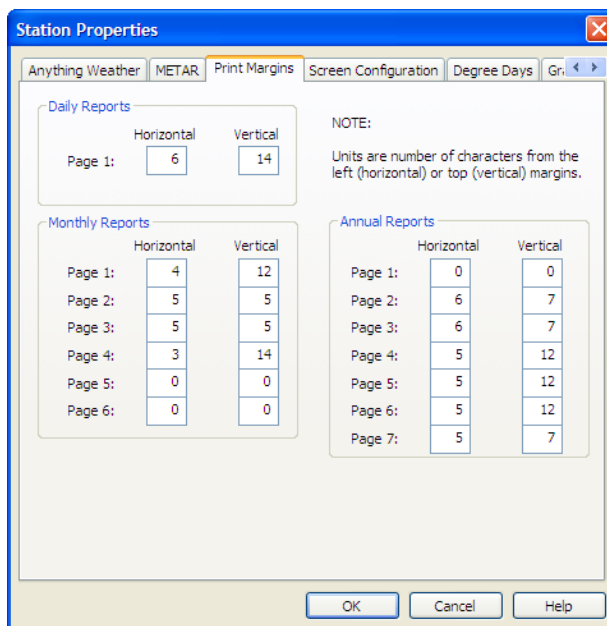 Station Properties
Anything Weather METAR Print Margins Screen Configuration Degree Days
Daily Reports
Horizontal Vertical
Page 1: 6 14
NOTE:
Units are number of characters from the
left (horizontal) or top (vertical) margins.
Monthly Reports
Horizontal Vertical
Page 1: 4 12
Page 2: 5 5
Page 3: 5 5
Page 4: 3 14
Page 5: 0 0
Page 6: 0 0
Annual Reports
Horizontal Vertical
Page 1: 0 0
Page 2: 6 7
Page 3: 6 7
Page 4: 5 12
Page 5: 5 12
Page 6: 5 12
Page 7: 5 7
OK Cancel Help